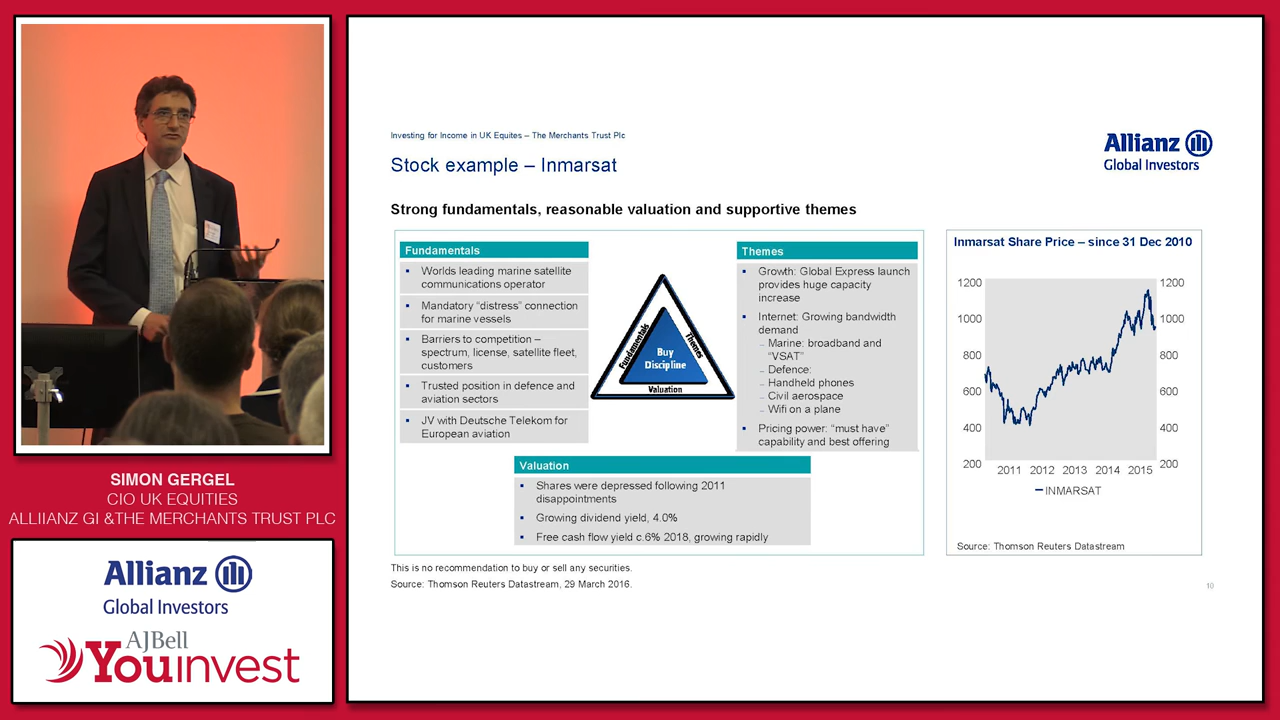 SIMON GERGEL
CIO UK EQUITIES
ALLIIANZ GI &THE MERCHANTS TRUST PLC
Allianz
Global Investors
AJBell
Youinvest
Investing for Income in UK Equites – The Merchants Trust Plc
Stock example – Inmarsat
Allianz
Global Investors
Strong fundamentals, reasonable valuation and supportive themes
Fundamentals
▪ Worlds leading marine satellite
communications operator
▪ Mandatory “distress” connection
for marine vessels
▪ Barriers to competition –
spectrum, license, satellite fleet,
customers
▪ Trusted position in defence and
aviation sectors
▪ JV with Deutsche Telekom for
European aviation
Fundamentals
Themes
Buy
Discipline
Valuation
Themes
▪ Growth: Global Express launch
provides huge capacity
increase
▪ Internet: Growing bandwidth
demand
– Marine: broadband and
“VSAT”
– Defence:
– Handheld phones
– Civil aerospace
– Wifi on a plane
▪ Pricing power: “must have”
capability and best offering
Valuation
▪ Shares were depressed following 2011
disappointments
▪ Growing dividend yield, 4.0%
▪ Free cash flow yield c.6% 2018, growing rapidly
Inmarsat Share Price – since 31 Dec 2010
1200 1200
1000 1000
800 800
600 600
400 400
200 200
2011 2012 2013 2014 2015
INMARSAT
Source: Thomson Reuters Datastream
This is no recommendation to buy or sell any securities.
Source: Thomson Reuters Datastream, 29 March 2016.
10